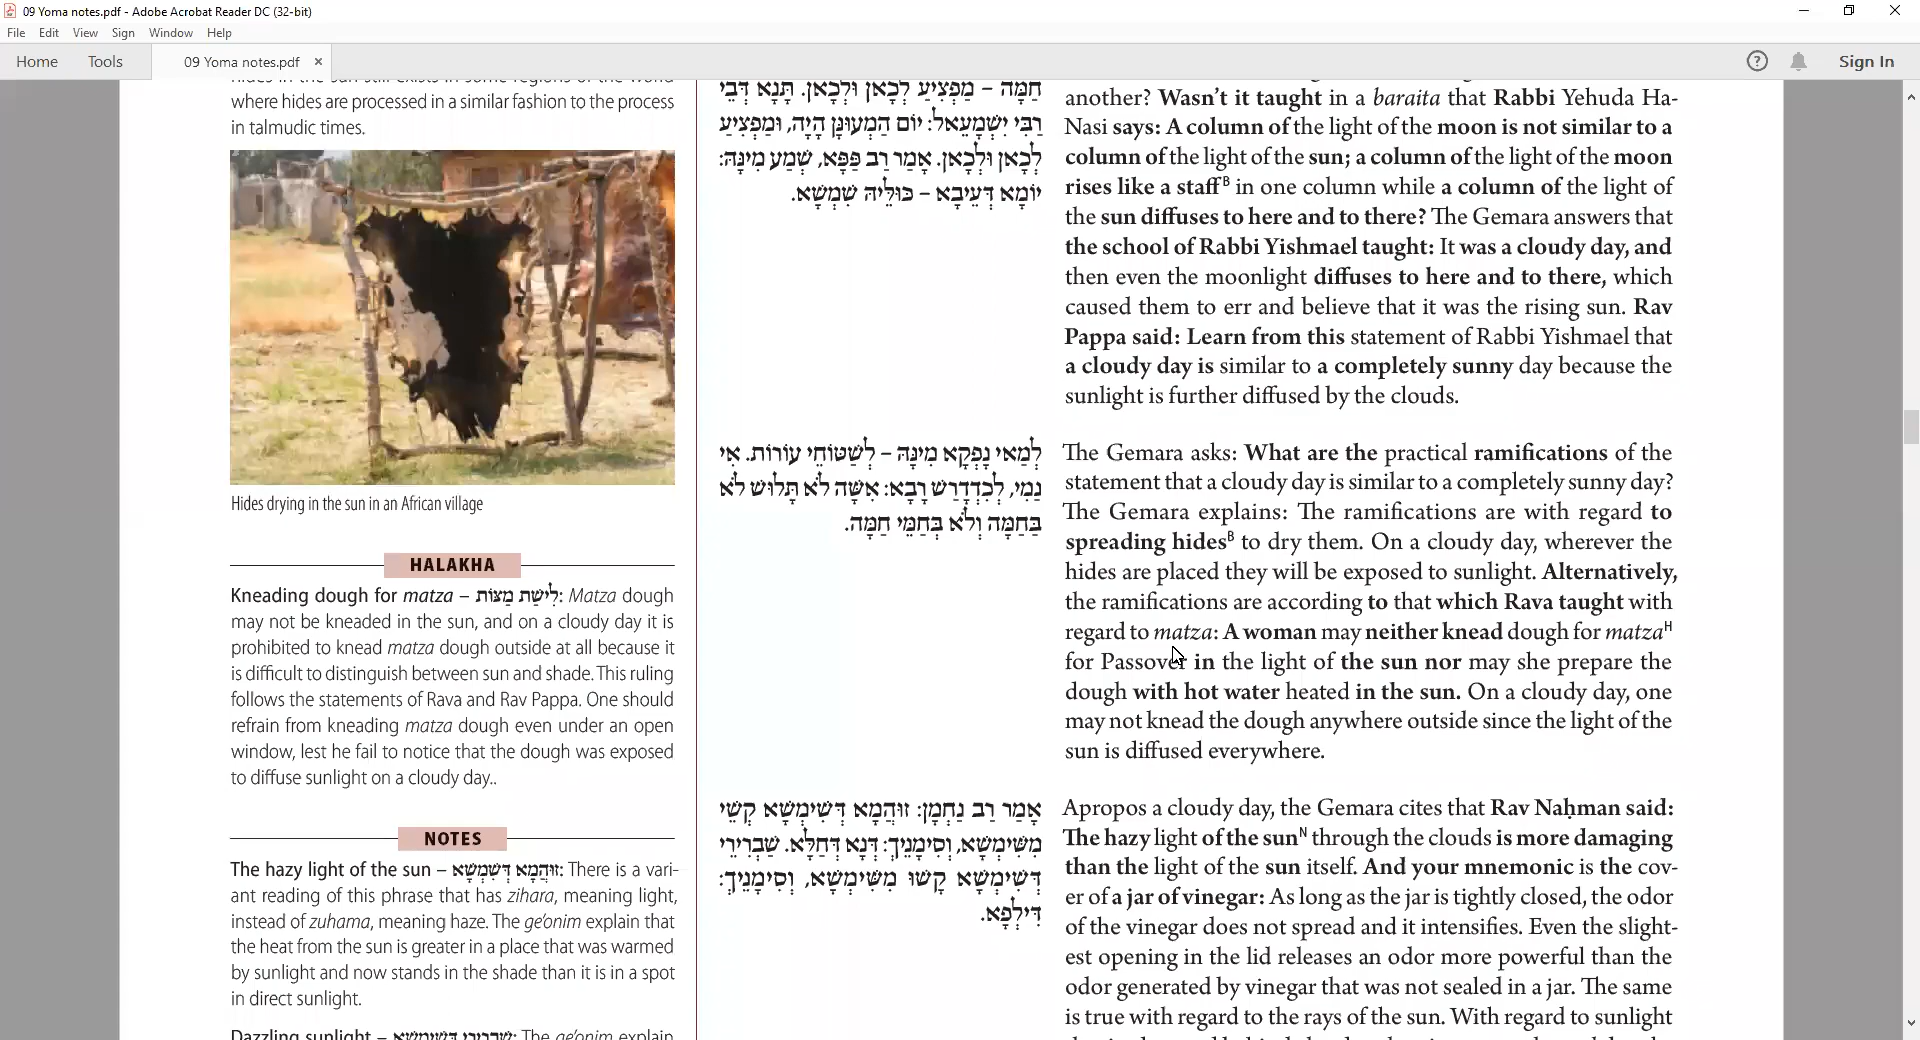 09 Yoma notes.pdf - Adobe Acrobat Reader DC (32-bit)
File Edit View Sign Window Help
Home Tools 09 Yoma notes.pdf × Sign In
hides in the sun still exists in some regions of the world
where hides are processed in a similar fashion to the process
in talmudic times.
Hides drying in the sun in an African village
HALAKHA
Kneading dough for matza – לִישַׁת מַצּוֹת: Matza dough
may not be kneaded in the sun, and on a cloudy day it is
prohibited to knead matza dough outside at all because it
is difficult to distinguish between sun and shade. This ruling
follows the statements of Rava and Rav Pappa. One should
refrain from kneading matza dough even under an open
window, lest he fail to notice that the dough was exposed
to diffuse sunlight on a cloudy day..
NOTES
The hazy light of the sun – זוּהֲמָא דְּשִׁמְשָׁא: There is a vari-
ant reading of this phrase that has zihara, meaning light,
instead of zuhama, meaning haze. The ge'onim explain that
the heat from the sun is greater in a place that was warmed
by sunlight and now stands in the shade than it is in a spot
in direct sunlight.
Dazzling sunlight – שַׁבְרִירֵי דְּשִׁימְשָׁא: The ge'onim explain
חַמָּה – מַפְצִיעַ לְכָאן וּלְכָאן. תָּנָא דְּבֵי
רַבִּי יִשְׁמָעֵאל: יוֹם הַמְעוּנָּן הָיָה, וּמַפְצִיעַ
לְכָאן וּלְכָאן. אָמַר רַב פַּפָּא, שְׁמַע מִינָּהּ:
יוֹמָא דְּעֵיבָא – כּוּלֵּיהּ שִׁמְשָׁא.
לְמַאי נָפְקָא מִינָּהּ – לִשְׁטוֹחֵי עוֹרוֹת. אִי
נַמִי, לְכִדְדָרַשׁ רָבָא: אִשָּׁה לֹא תָּלוּשׁ לֹא
בַּחַמָּה וְלֹא בְּחַמֵּי חַמָּה.
אָמַר רַב נַחְמָן: זוּהֲמָא דְּשִׁימְשָׁא קְשֵׁי
מִשִּׁימְשָׁא, וְסִימָנֵיךְ: דַּנָּא דְּחַלָּא. שַׁבְרִירֵי
דְּשִׁימְשָׁא קָשׁוּ מִשִּׁימְשָׁא, וְסִימָנֵיךְ:
דִּילְפָא.
another? Wasn't it taught in a baraita that Rabbi Yehuda Ha-
Nasi says: A column of the light of the moon is not similar to a
column of the light of the sun; a column of the light of the moon
rises like a staffᴮ in one column while a column of the light of
the sun diffuses to here and to there? The Gemara answers that
the school of Rabbi Yishmael taught: It was a cloudy day, and
then even the moonlight diffuses to here and to there, which
caused them to err and believe that it was the rising sun. Rav
Pappa said: Learn from this statement of Rabbi Yishmael that
a cloudy day is similar to a completely sunny day because the
sunlight is further diffused by the clouds.
The Gemara asks: What are the practical ramifications of the
statement that a cloudy day is similar to a completely sunny day?
The Gemara explains: The ramifications are with regard to
spreading hidesᴮ to dry them. On a cloudy day, wherever the
hides are placed they will be exposed to sunlight. Alternatively,
the ramifications are according to that which Rava taught with
regard to matza: A woman may neither knead dough for matzaᴴ
for Passover in the light of the sun nor may she prepare the
dough with hot water heated in the sun. On a cloudy day, one
may not knead the dough anywhere outside since the light of the
sun is diffused everywhere.
Apropos a cloudy day, the Gemara cites that Rav Naḥman said:
The hazy light of the sunᴺ through the clouds is more damaging
than the light of the sun itself. And your mnemonic is the cov-
er of a jar of vinegar: As long as the jar is tightly closed, the odor
of the vinegar does not spread and it intensifies. Even the slight-
est opening in the lid releases an odor more powerful than the
odor generated by vinegar that was not sealed in a jar. The same
is true with regard to the rays of the sun. With regard to sunlight